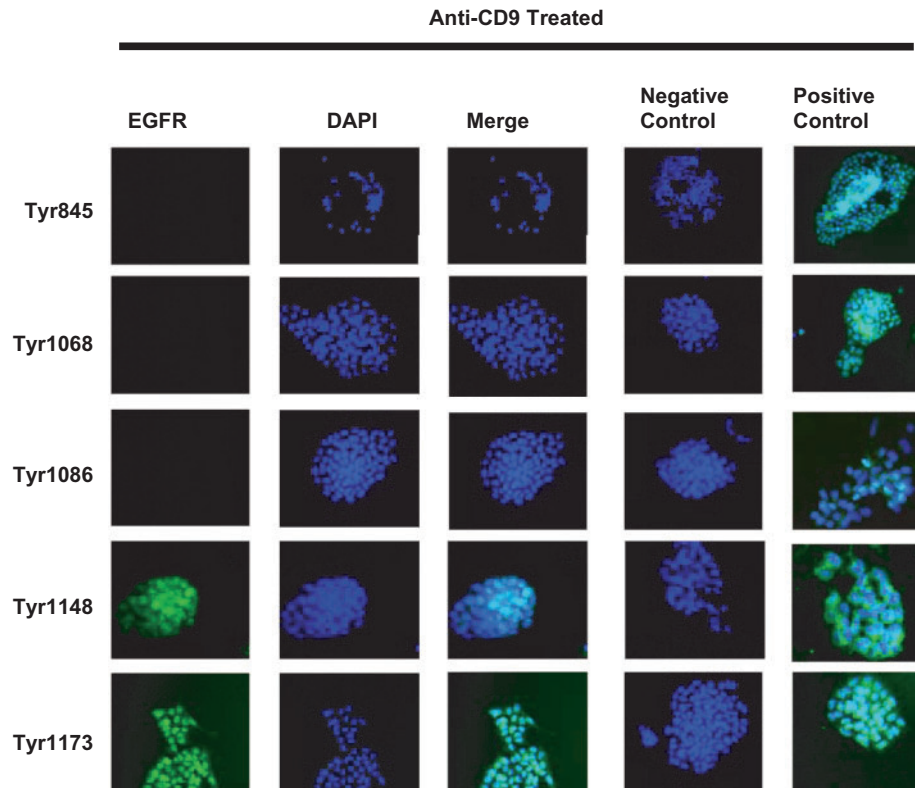 Anti-CD9 Treated
EGFR DAPI Merge Negative Control Positive Control
Tyr845
Tyr1068
Tyr1086
Tyr1148
Tyr1173